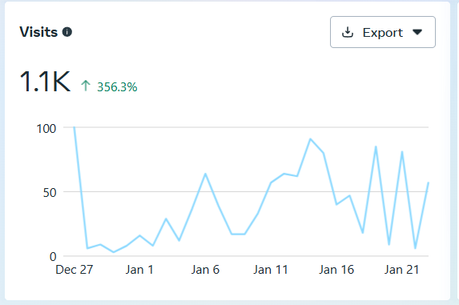 Visits
Export
1.1K ↑ 356.3%
100
50
0
Dec 27 Jan 1 Jan 6 Jan 11 Jan 16 Jan 21